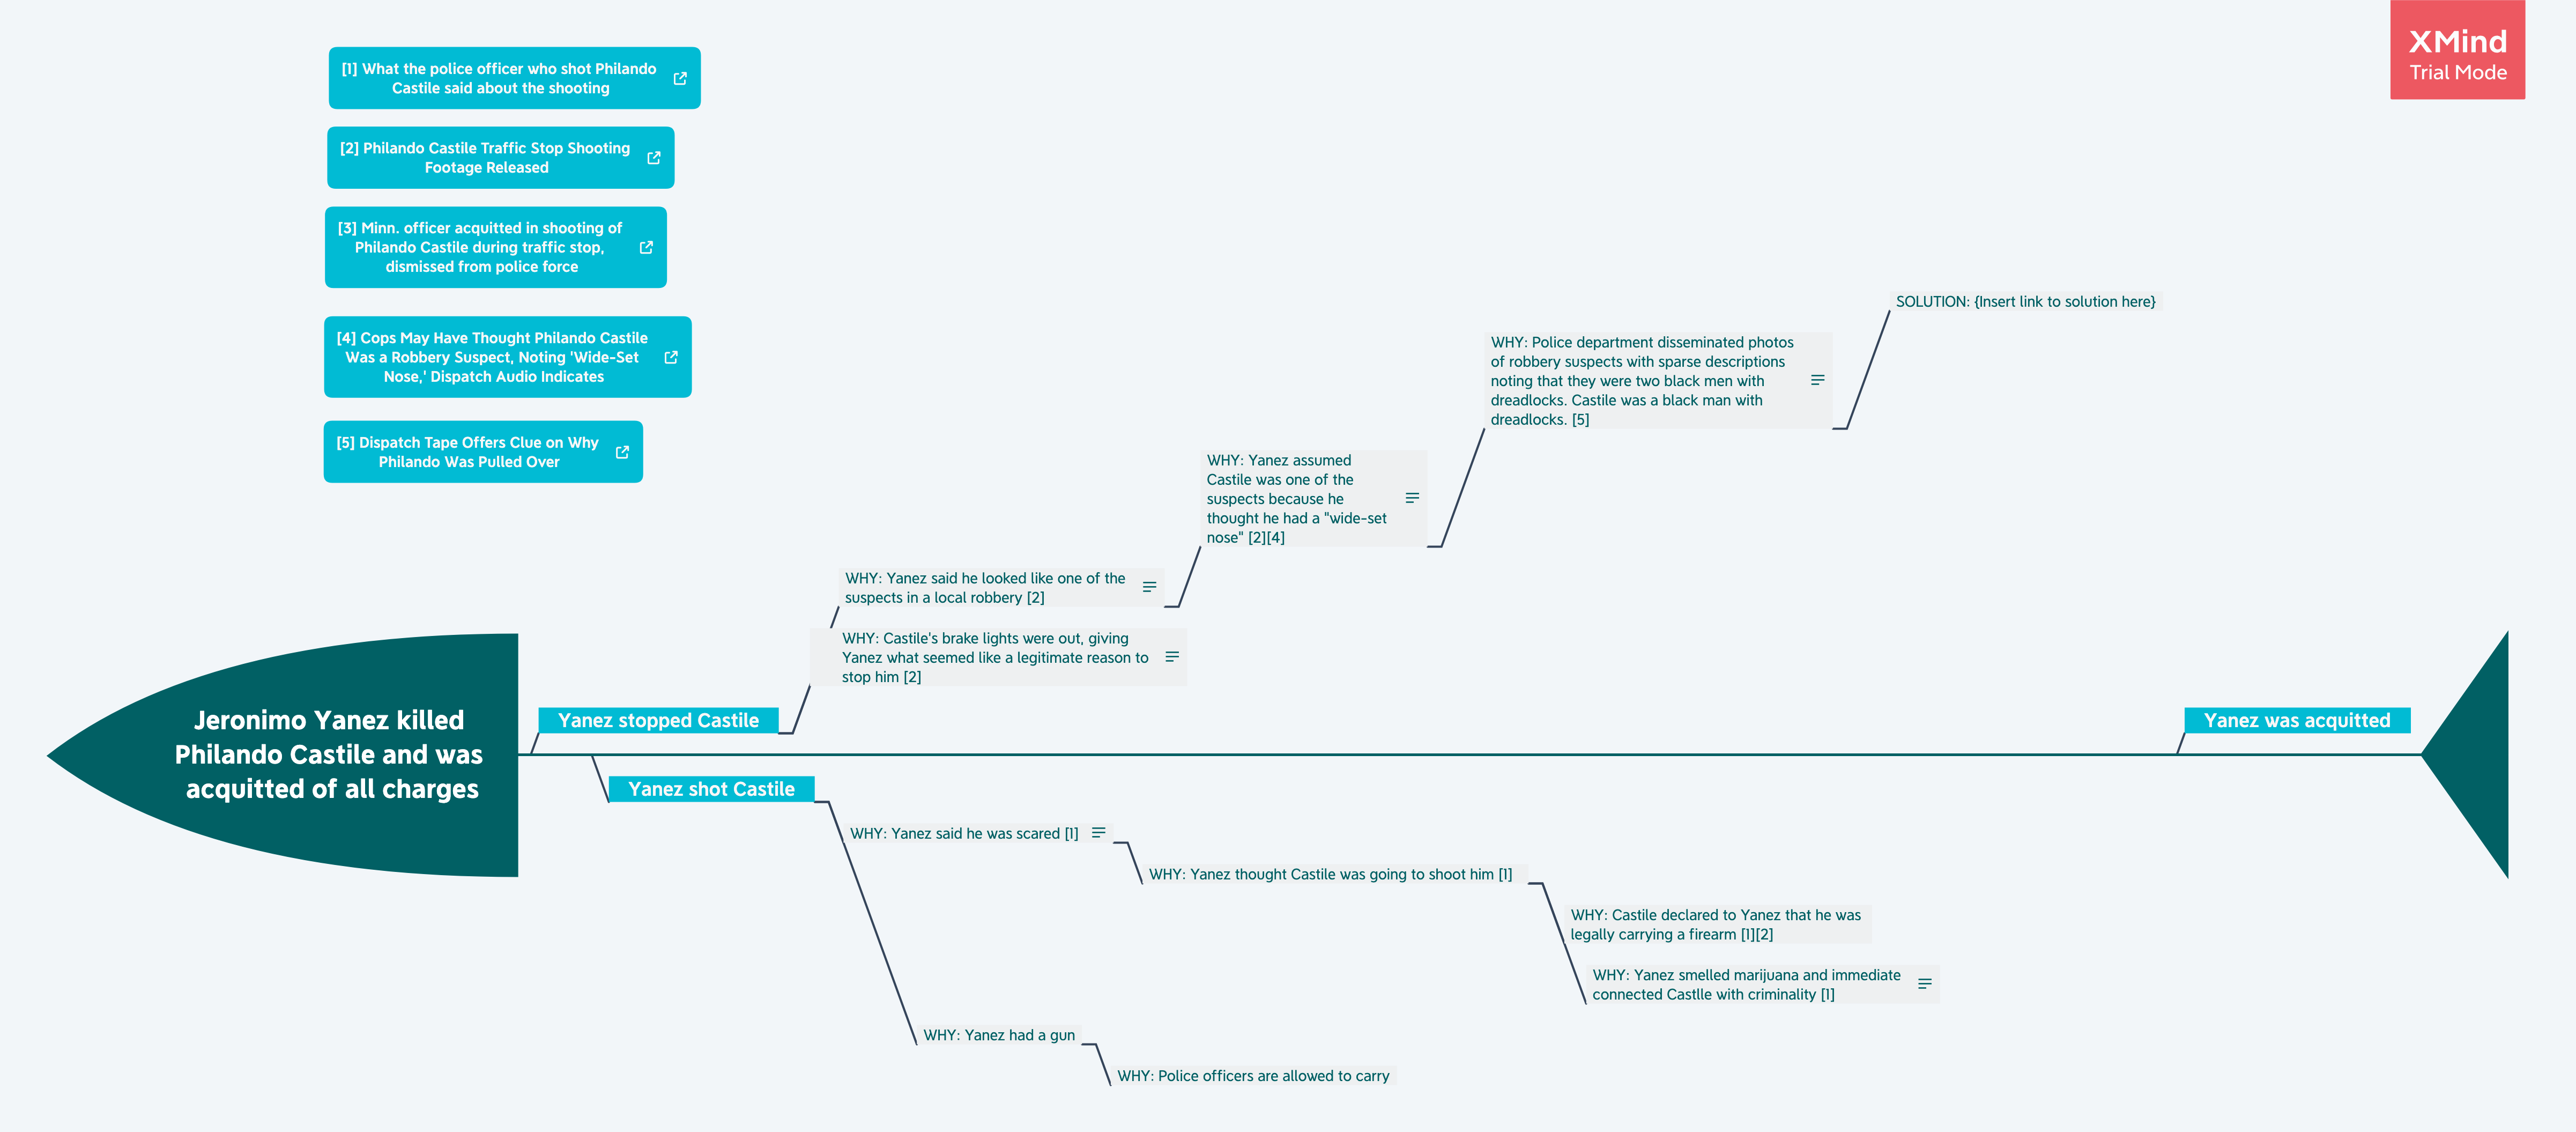 XMind
Trial Mode
[1] What the police officer who shot Philando
Castile said about the shooting
[2] Philando Castile Traffic Stop Shooting
Footage Released
[3] Minn. officer acquitted in shooting of
Philando Castile during traffic stop,
dismissed from police force
[4] Cops May Have Thought Philando Castile
Was a Robbery Suspect, Noting 'Wide-Set
Nose,' Dispatch Audio Indicates
[5] Dispatch Tape Offers Clue on Why
Philando Was Pulled Over
SOLUTION: {Insert link to solution here}
WHY: Police department disseminated photos
of robbery suspects with sparse descriptions
noting that they were two black men with
dreadlocks. Castile was a black man with
dreadlocks. [5]
WHY: Yanez assumed
Castile was one of the
suspects because he
thought he had a "wide-set
nose" [2][4]
WHY: Yanez said he looked like one of the
suspects in a local robbery [2]
WHY: Castile's brake lights were out, giving
Yanez what seemed like a legitimate reason to
stop him [2]
Jeronimo Yanez killed
Philando Castile and was
acquitted of all charges
Yanez stopped Castile
Yanez was acquitted
Yanez shot Castile
WHY: Yanez said he was scared [1]
WHY: Yanez thought Castile was going to shoot him [1]
WHY: Castile declared to Yanez that he was
legally carrying a firearm [1][2]
WHY: Yanez smelled marijuana and immediate
connected Castlle with criminality [1]
WHY: Yanez had a gun
WHY: Police officers are allowed to carry